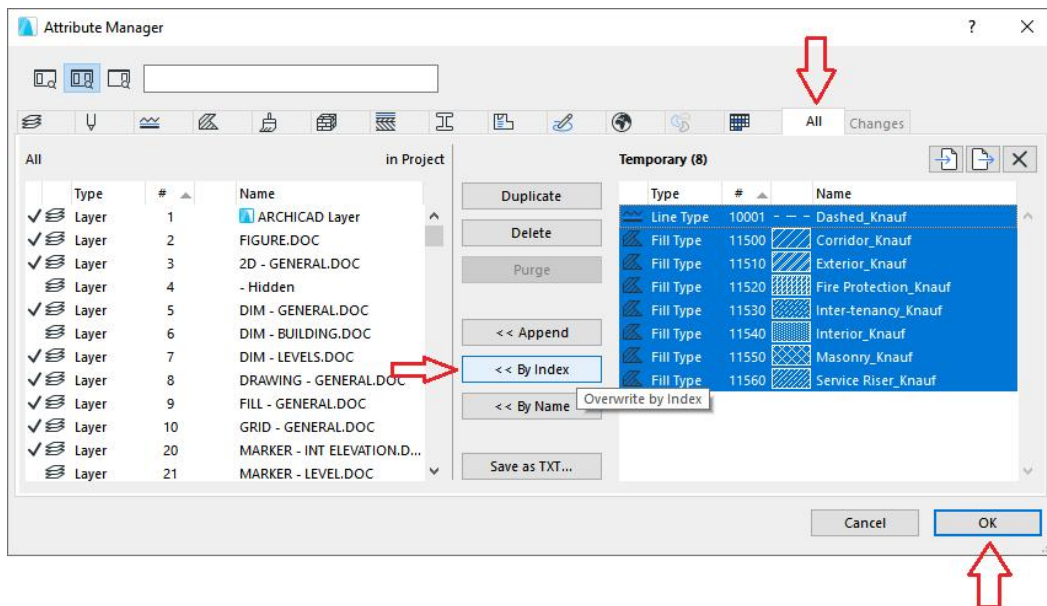 Attribute Manager
?
All
Changes
All
in Project
Temporary (8)
Type # Name
Layer 1 ARCHICAD Layer
Layer 2 FIGURE.DOC
Layer 3 2D - GENERAL.DOC
Layer 4 - Hidden
Layer 5 DIM - GENERAL.DOC
Layer 6 DIM - BUILDING.DOC
Layer 7 DIM - LEVELS.DOC
Layer 8 DRAWING - GENERAL.DOC
Layer 9 FILL - GENERAL.DOC
Layer 10 GRID - GENERAL.DOC
Layer 20 MARKER - INT ELEVATION.D...
Layer 21 MARKER - LEVEL.DOC
Duplicate
Delete
Purge
<< Append
<< By Index
Overwrite by Index
<< By Name
Save as TXT...
Type # Name
Line Type 10001 Dashed_Knauf
Fill Type 11500 Corridor_Knauf
Fill Type 11510 Exterior_Knauf
Fill Type 11520 Fire Protection_Knauf
Fill Type 11530 Inter-tenancy_Knauf
Fill Type 11540 Interior_Knauf
Fill Type 11550 Masonry_Knauf
Fill Type 11560 Service Riser_Knauf
Cancel
OK